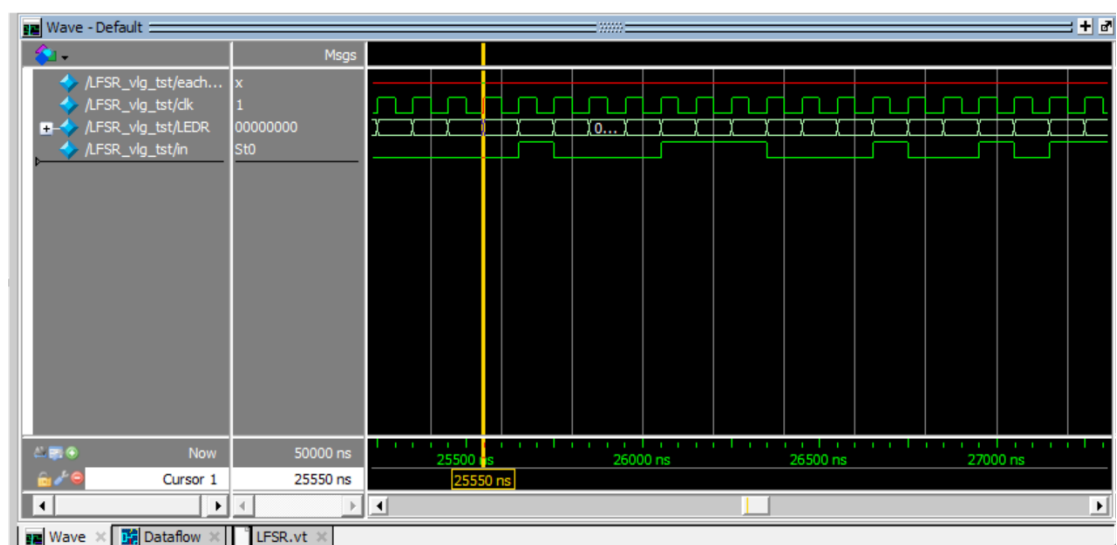 Wave - Default
Msgs
/LFSR_vlg_tst/each... x
/LFSR_vlg_tst/clk 1
/LFSR_vlg_tst/LEDR 00000000
0...
/LFSR_vlg_tst/in St0
Now 50000 ns
25500 ns 26000 ns 26500 ns 27000 ns
Cursor 1 25550 ns
25550 ns
Wave Dataflow LFSR.vt